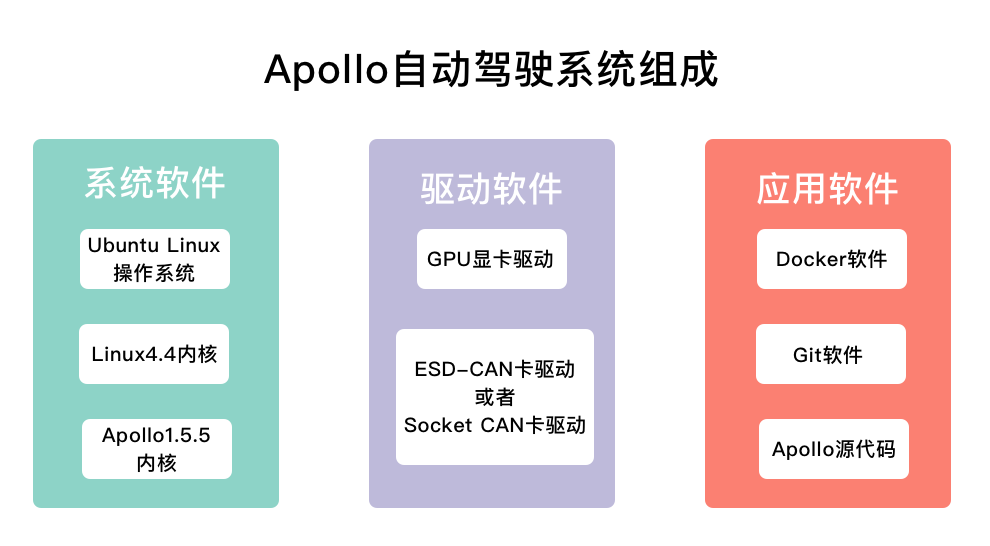 Apollo自动驾驶系统组成
系统软件
Ubuntu Linux
操作系统
Linux4.4内核
Apollo1.5.5
内核
驱动软件
GPU显卡驱动
ESD-CAN卡驱动
或者
Socket CAN卡驱动
应用软件
Docker软件
Git软件
Apollo源代码